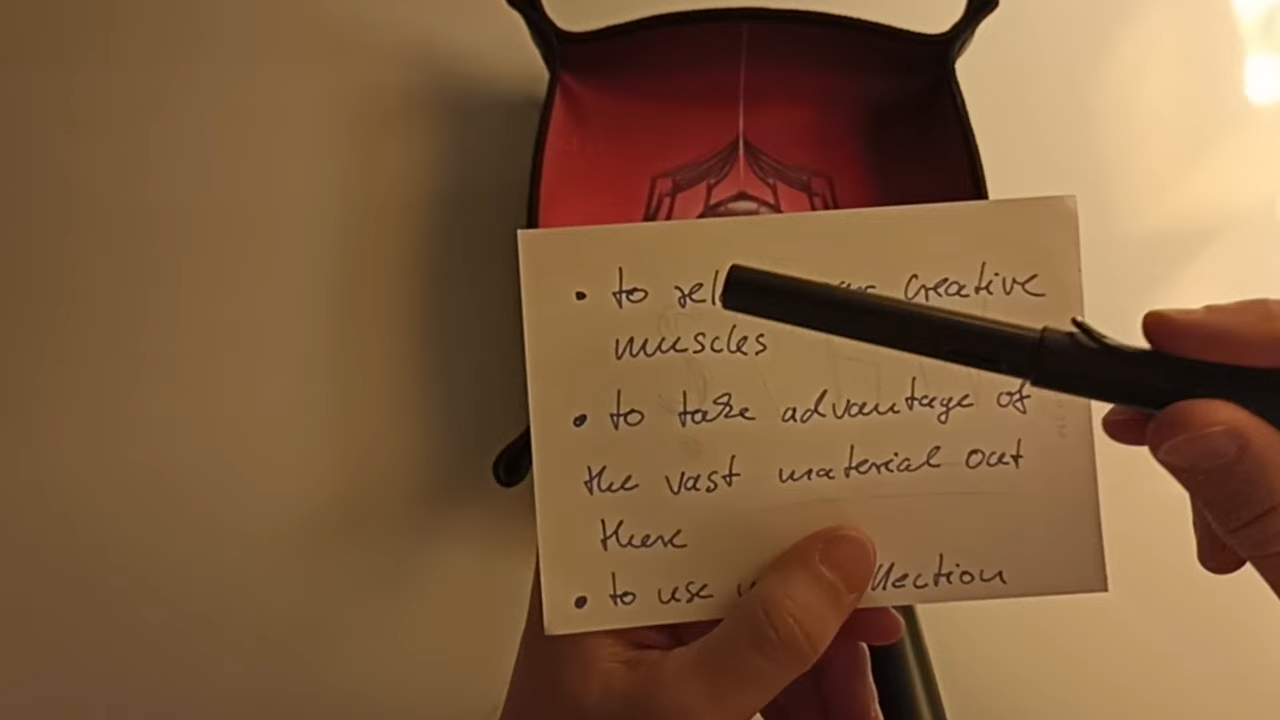 • to creative
muscles
• to take advantage of
the vast material out
there
• to use